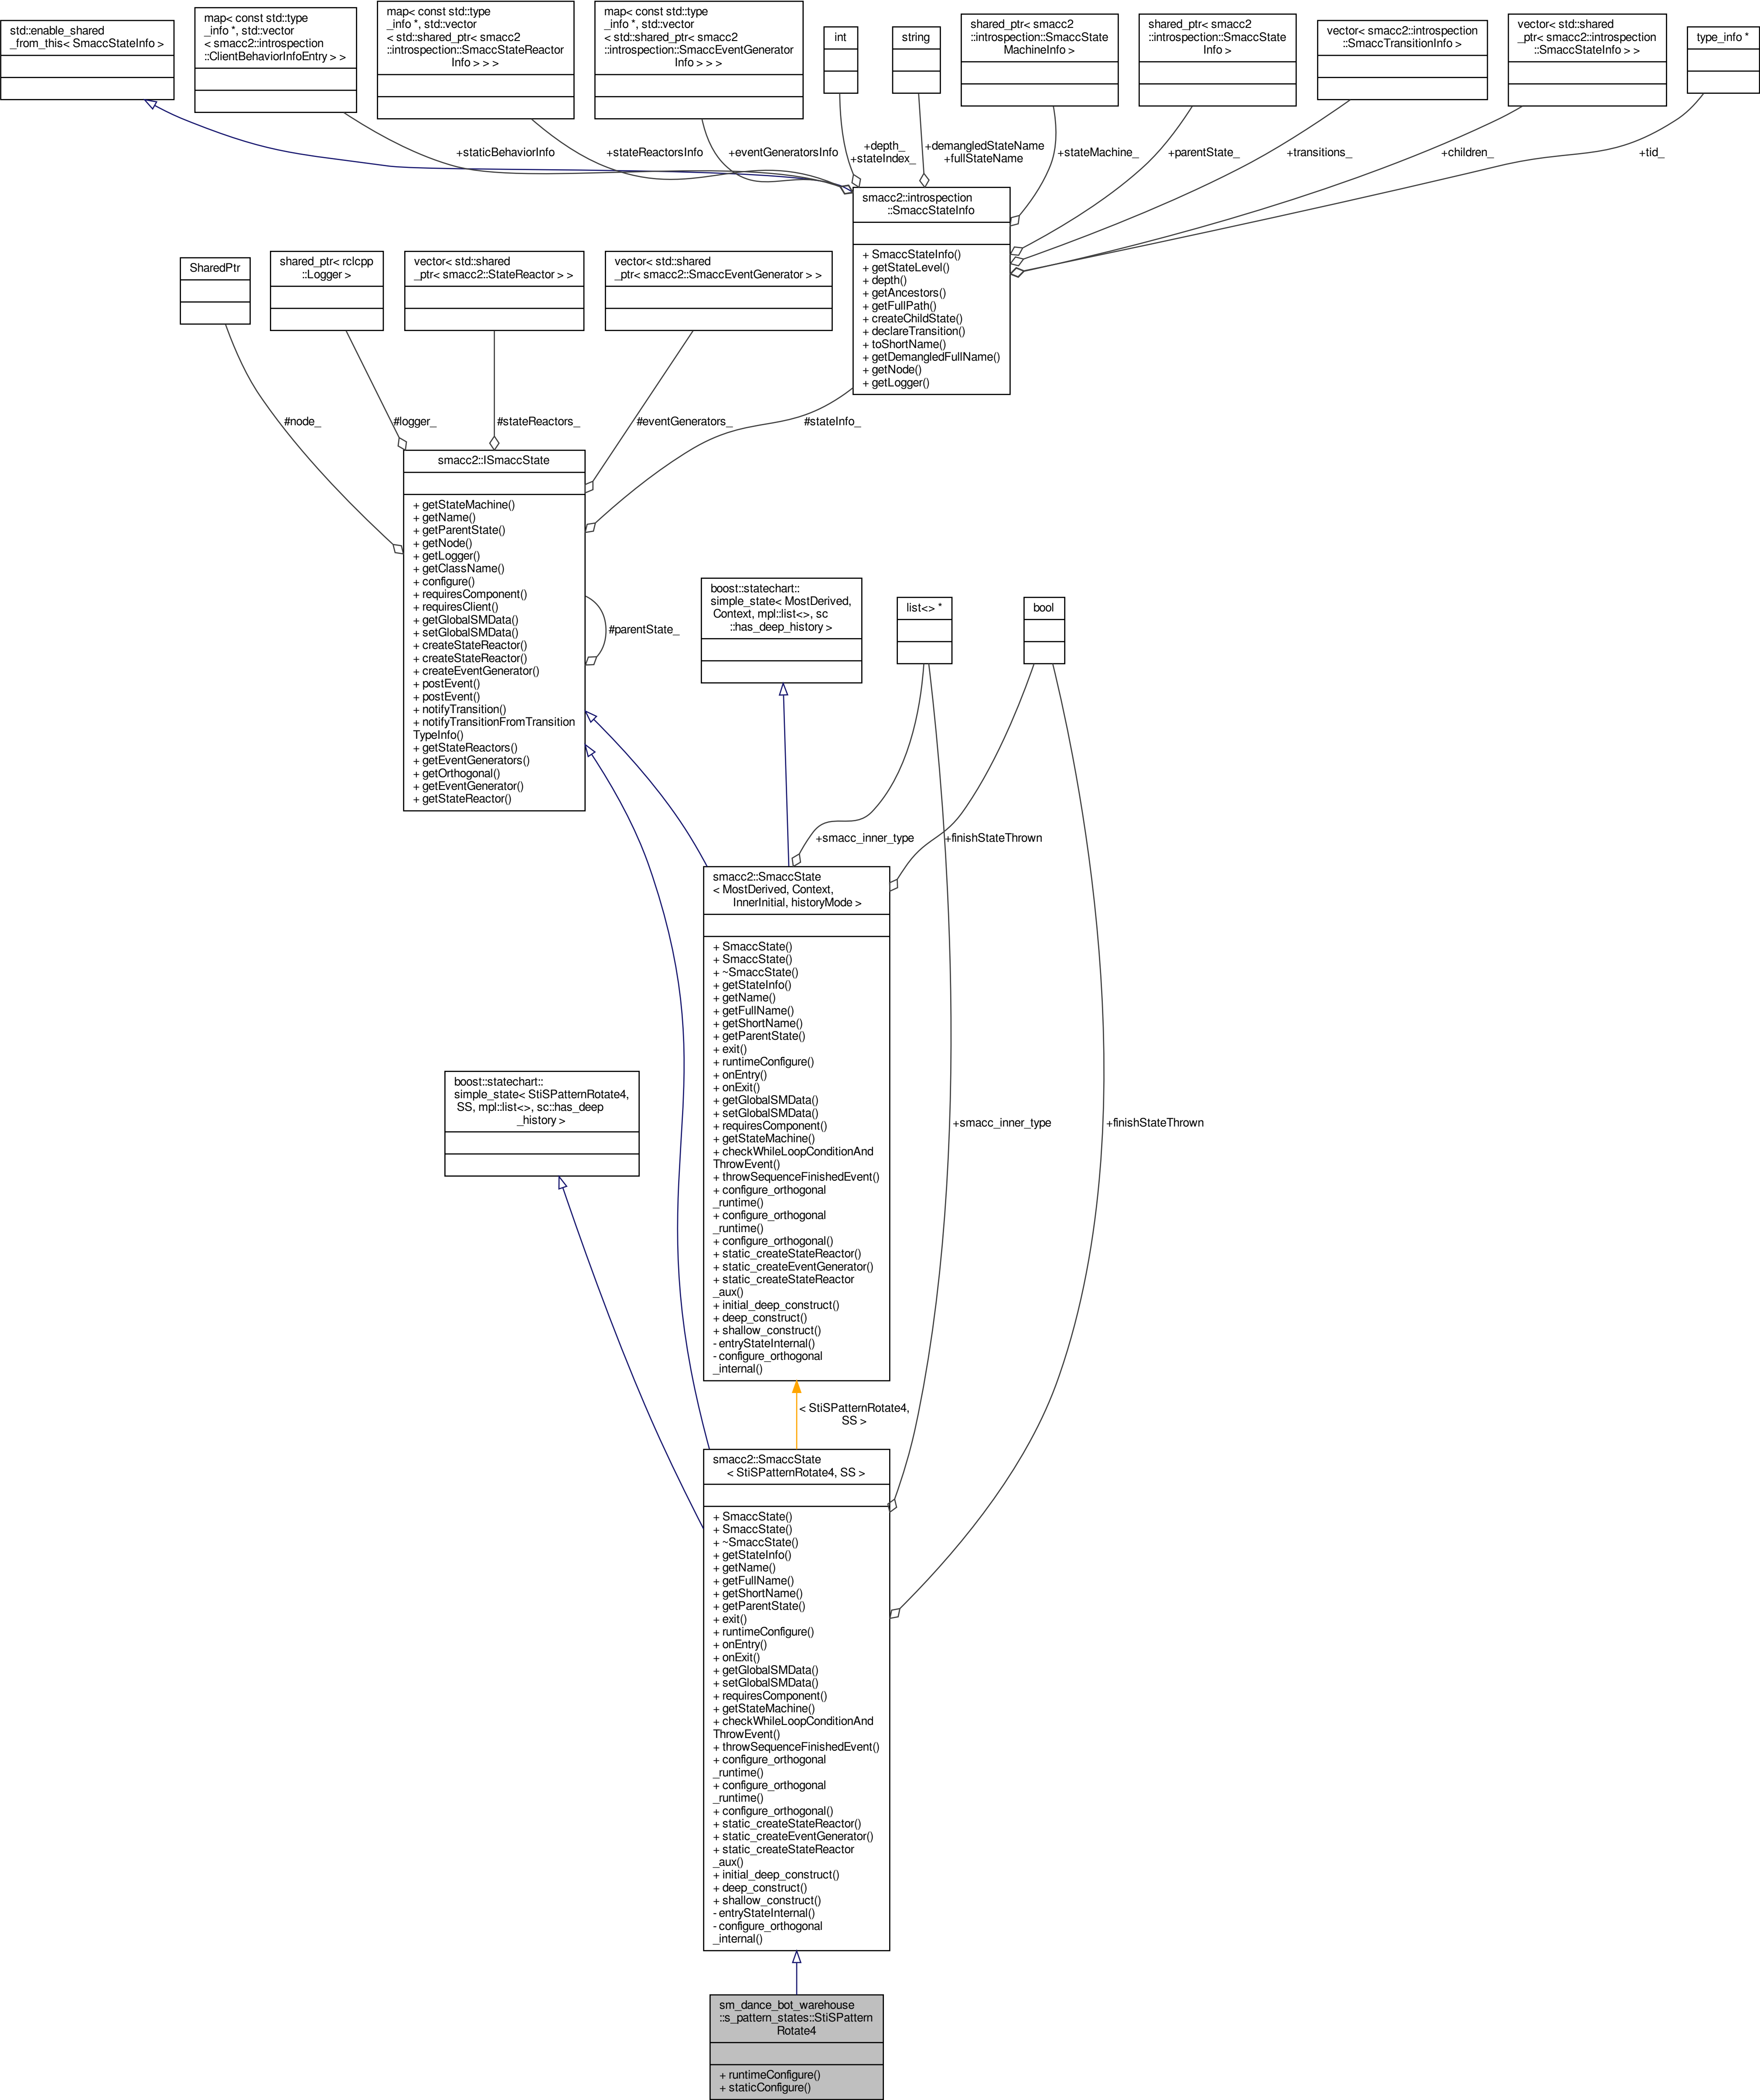 std::enable_shared
_from_this< SmaccStateInfo >
map< const std::type
_info *, std::vector
< smacc2::introspection
::ClientBehaviorInfoEntry > >
map< const std::type
_info *, std::vector
< std::shared_ptr< smacc2
::introspection::SmaccStateReactor
Info > > >
map< const std::type
_info *, std::vector
< std::shared_ptr< smacc2
::introspection::SmaccEventGenerator
Info > > >
int
string
shared_ptr< smacc2
::introspection::SmaccState
MachineInfo >
shared_ptr< smacc2
::introspection::SmaccState
Info >
vector< smacc2::introspection
::SmaccTransitionInfo >
vector< std::shared
_ptr< smacc2::introspection
::SmaccStateInfo > >
type_info *
+staticBehaviorInfo
+stateReactorsInfo
+eventGeneratorsInfo
+depth_
+stateIndex_
+demangledStateName
+fullStateName
+stateMachine_
+parentState_
+transitions_
+children_
+tid_
smacc2::introspection
::SmaccStateInfo
+ SmaccStateInfo()
+ getStateLevel()
+ depth()
+ getAncestors()
+ getFullPath()
+ createChildState()
+ declareTransition()
+ toShortName()
+ getDemangledFullName()
+ getNode()
+ getLogger()
SharedPtr
shared_ptr< rclcpp
::Logger >
vector< std::shared
_ptr< smacc2::StateReactor > >
vector< std::shared
_ptr< smacc2::SmaccEventGenerator > >
#node_
#logger_
#stateReactors_
#eventGenerators_
#stateInfo_
smacc2::ISmaccState
+ getStateMachine()
+ getName()
+ getParentState()
+ getNode()
+ getLogger()
+ getClassName()
+ configure()
+ requiresComponent()
+ requiresClient()
+ getGlobalSMData()
+ setGlobalSMData()
+ createStateReactor()
+ createStateReactor()
+ createEventGenerator()
+ postEvent()
+ postEvent()
+ notifyTransition()
+ notifyTransitionFromTransition
TypeInfo()
+ getStateReactors()
+ getEventGenerators()
+ getOrthogonal()
+ getEventGenerator()
+ getStateReactor()
#parentState_
boost::statechart::
simple_state< MostDerived,
Context, mpl::list<>, sc
::has_deep_history >
list<> *
bool
+smacc_inner_type
+finishStateThrown
smacc2::SmaccState
< MostDerived, Context,
InnerInitial, historyMode >
+ SmaccState()
+ SmaccState()
+ ~SmaccState()
+ getStateInfo()
+ getName()
+ getFullName()
+ getShortName()
+ getParentState()
+ exit()
+ runtimeConfigure()
+ onEntry()
+ onExit()
+ getGlobalSMData()
+ setGlobalSMData()
+ requiresComponent()
+ getStateMachine()
+ checkWhileLoopConditionAnd
ThrowEvent()
+ throwSequenceFinishedEvent()
+ configure_orthogonal
_runtime()
+ configure_orthogonal
_runtime()
+ configure_orthogonal()
+ static_createStateReactor()
+ static_createEventGenerator()
+ static_createStateReactor
_aux()
+ initial_deep_construct()
+ deep_construct()
+ shallow_construct()
- entryStateInternal()
- configure_orthogonal
_internal()
boost::statechart::
simple_state< StiSPatternRotate4,
SS, mpl::list<>, sc::has_deep
_history >
+smacc_inner_type
+finishStateThrown
< StiSPatternRotate4,
SS >
smacc2::SmaccState
< StiSPatternRotate4, SS >
+ SmaccState()
+ SmaccState()
+ ~SmaccState()
+ getStateInfo()
+ getName()
+ getFullName()
+ getShortName()
+ getParentState()
+ exit()
+ runtimeConfigure()
+ onEntry()
+ onExit()
+ getGlobalSMData()
+ setGlobalSMData()
+ requiresComponent()
+ getStateMachine()
+ checkWhileLoopConditionAnd
ThrowEvent()
+ throwSequenceFinishedEvent()
+ configure_orthogonal
_runtime()
+ configure_orthogonal
_runtime()
+ configure_orthogonal()
+ static_createStateReactor()
+ static_createEventGenerator()
+ static_createStateReactor
_aux()
+ initial_deep_construct()
+ deep_construct()
+ shallow_construct()
- entryStateInternal()
- configure_orthogonal
_internal()
sm_dance_bot_warehouse
::s_pattern_states::StiSPattern
Rotate4
+ runtimeConfigure()
+ staticConfigure()